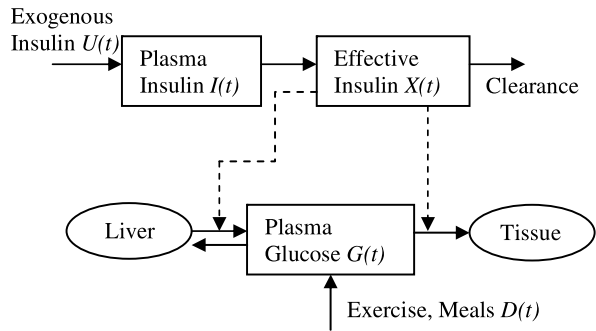 Exogenous
Insulin U(t)
Plasma
Insulin I(t)
Effective
Insulin X(t)
Clearance
Liver
Plasma
Glucose G(t)
Tissue
Exercise, Meals D(t)